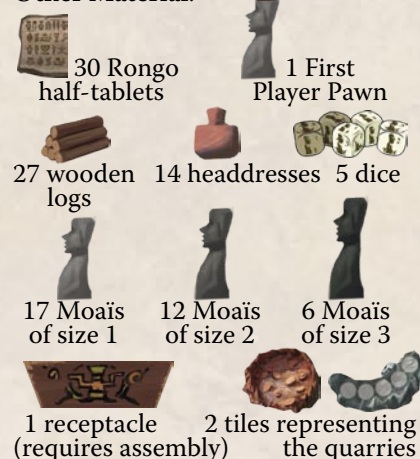 30 Rongo
half-tablets
1 First
Player Pawn
27 wooden
logs
14 headdresses
5 dice
17 Moaïs
of size 1
12 Moaïs
of size 2
6 Moaïs
of size 3
1 receptacle
(requires assembly)
2 tiles representing
the quarries